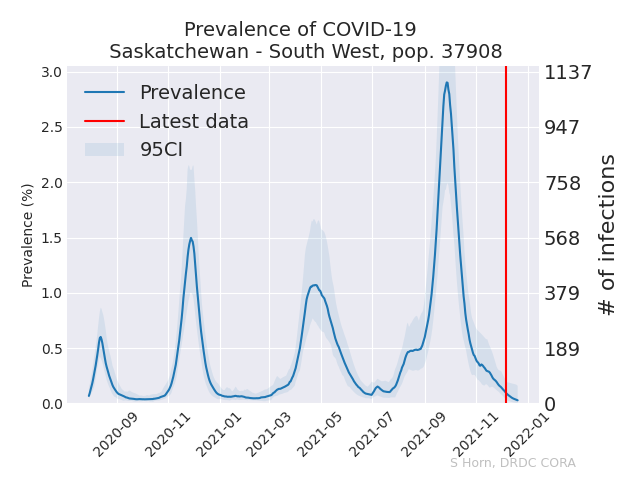 Prevalence of COVID-19
Saskatchewan - South West, pop. 37908
Prevalence
Latest data
95CI
Prevalence (%)
3.0
2.5
2.0
1.5
1.0
0.5
0.0
1137
947
758
568
379
189
0
# of infections
2020-09
2020-11
2021-01
2021-03
2021-05
2021-07
2021-09
2021-11
2022-01
S Horn, DRDC CORA